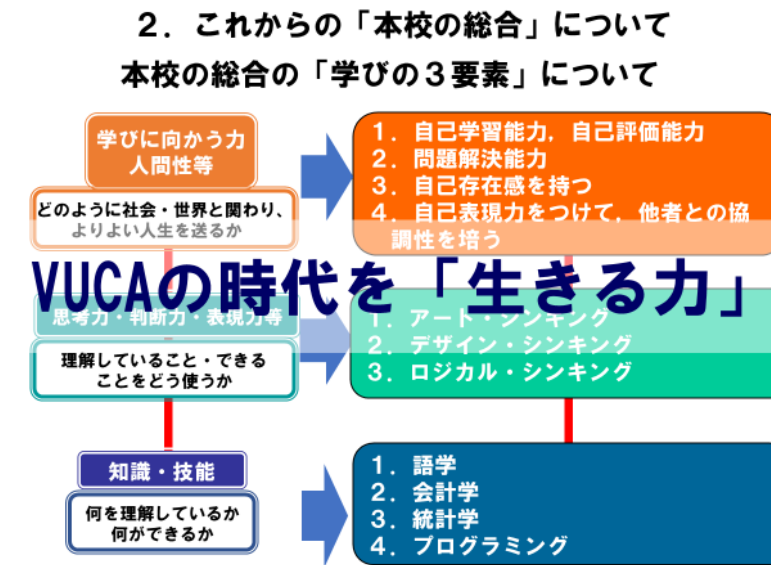 ２．これからの「本校の総合」について
本校の総合の「学びの３要素」について
学びに向かう力
人間性等
どのように社会・世界と関わり、
よりよい人生を送るか
１．自己学習能力，自己評価能力
２．問題解決能力
３．自己存在感を持つ
４．自己表現力をつけて，他者との協
調性を培う
VUCAの時代を「生きる力」
思考力・判断力・表現力等
理解していること・できる
ことをどう使うか
１．アート・シンキング
２．デザイン・シンキング
３．ロジカル・シンキング
知識・技能
何を理解しているか
何ができるか
１．語学
２．会計学
３．統計学
４．プログラミング